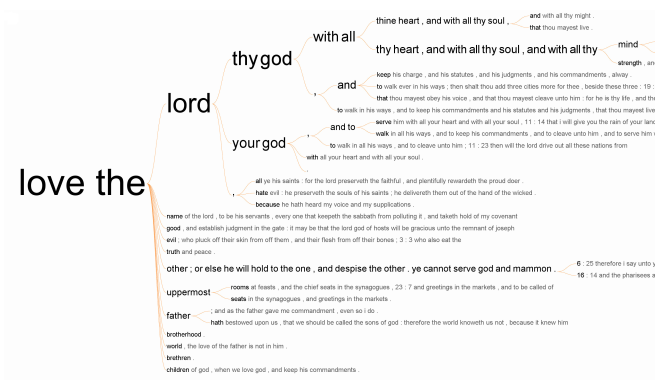 love the
lord
thy god
with all
thine heart , and with all thy soul ,
and with all thy might .
that thou mayest live .
thy heart , and with all thy soul , and with all thy
mind
strength , an
,
and
keep his charge , and his statutes , and his judgments , and his commandments , alway .
to walk ever in his ways ; then shalt thou add three cities more for thee , beside these three : 19 :
that thou mayest obey his voice , and that thou mayest cleave unto him : for he is thy life , and the
to walk in his ways , and to keep his commandments and his statutes and his judgments , that thou mayest live
your god
,
and to
serve him with all your heart and with all your soul , 11 : 14 that i will give you the rain of your land
walk in all his ways , and to keep his commandments , and to cleave unto him , and to serve him w
to walk in all his ways , and to cleave unto him ; 11 : 23 then will the lord drive out all these nations from
with all your heart and with all your soul .
,
all ye his saints : for the lord preserveth the faithful , and plentifully rewardeth the proud doer .
hate evil : he preserveth the souls of his saints ; he delivereth them out of the hand of the wicked .
because he hath heard my voice and my supplications .
name of the lord , to be his servants , every one that keepeth the sabbath from polluting it , and taketh hold of my covenant
good , and establish judgment in the gate : it may be that the lord god of hosts will be gracious unto the remnant of joseph
evil ; who pluck off their skin from off them , and their flesh from off their bones ; 3 : 3 who also eat the
truth and peace .
other ; or else he will hold to the one , and despise the other . ye cannot serve god and mammon .
6 : 25 therefore i say unto y
16 : 14 and the pharisees a
uppermost
rooms at feasts , and the chief seats in the synagogues , 23 : 7 and greetings in the markets , and to be called of
seats in the synagogues , and greetings in the markets .
father
; and as the father gave me commandment , even so i do .
hath bestowed upon us , that we should be called the sons of god : therefore the world knoweth us not , because it knew him
brotherhood .
world , the love of the father is not in him .
brethren .
children of god , when we love god , and keep his commandments .